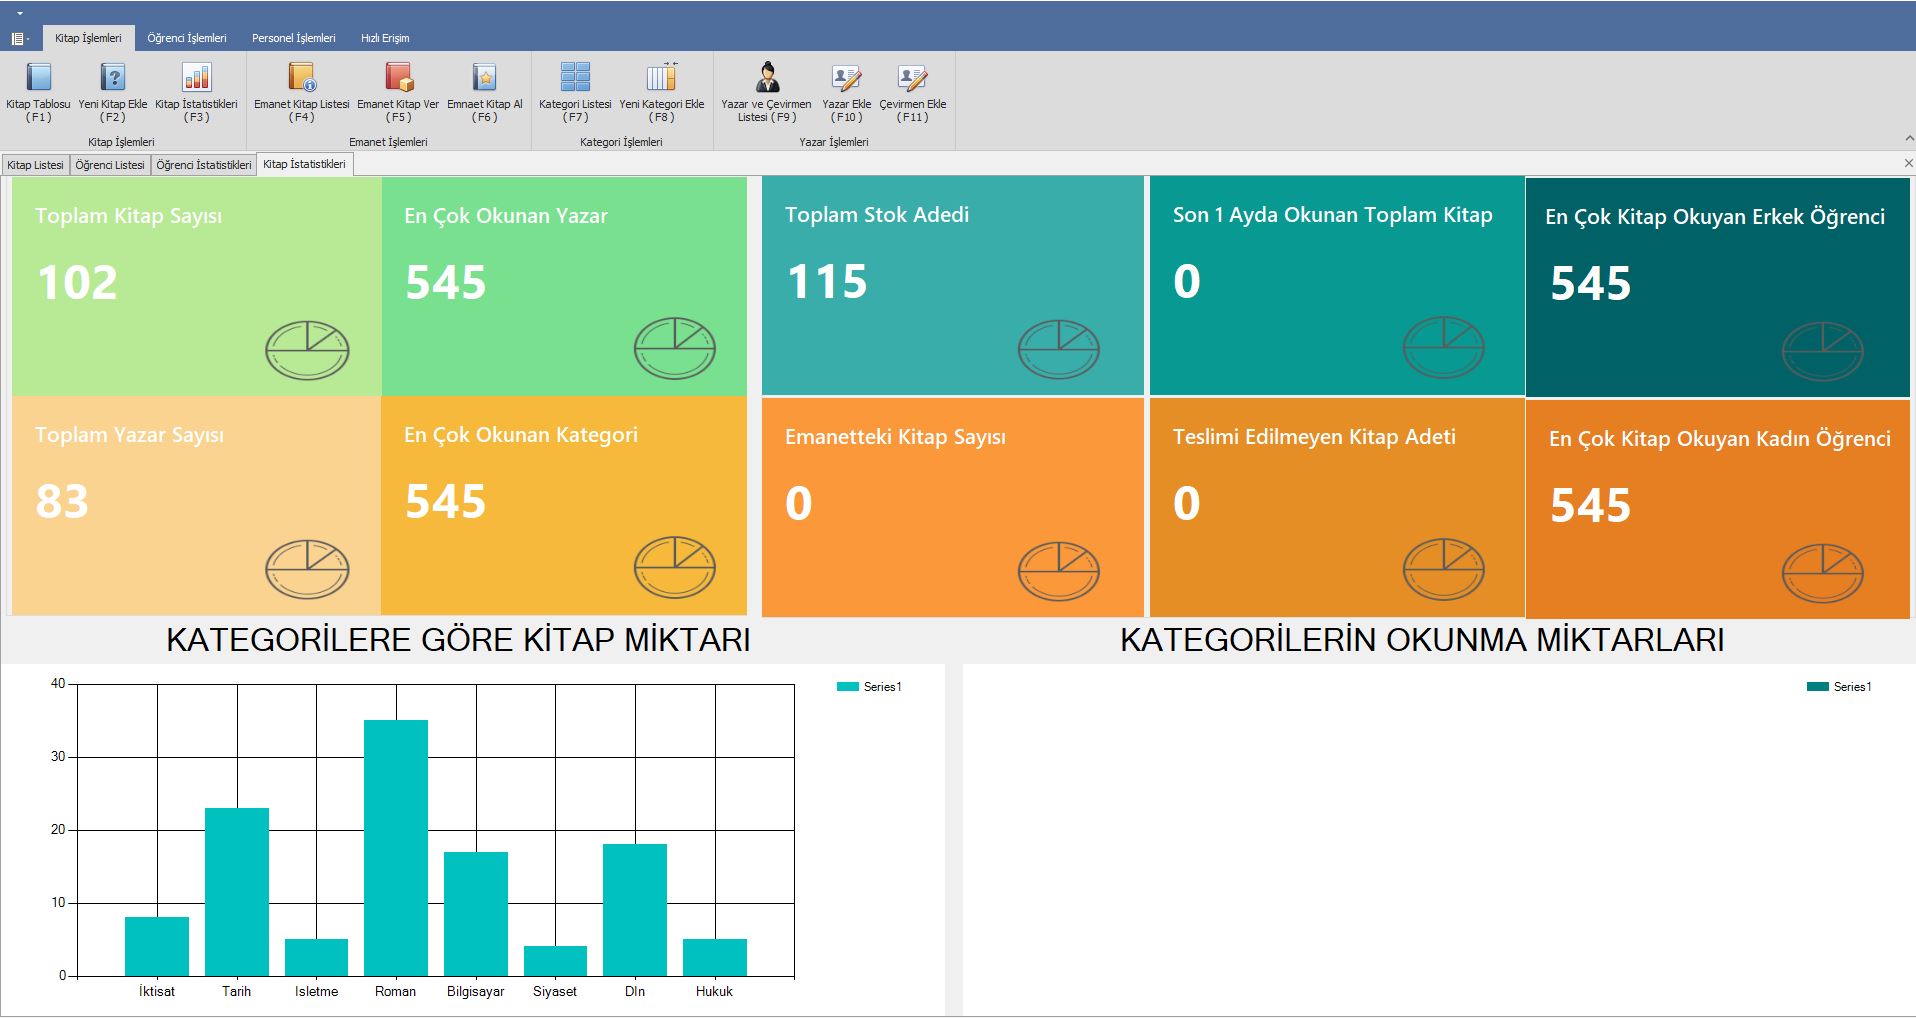 Kitap İşlemleri
Öğrenci İşlemleri
Personel İşlemleri
Hızlı Erişim
Kitap Tablosu
( F1 )
Yeni Kitap Ekle
( F2 )
Kitap İstatistikleri
( F3 )
Kitap İşlemleri
Emanet Kitap Listesi
( F4 )
Emanet Kitap Ver
( F5 )
Emnaet Kitap Al
( F6 )
Emanet İşlemleri
Kategori Listesi
( F7 )
Yeni Kategori Ekle
( F8 )
Kategori İşlemleri
Yazar ve Çevirmen
Listesi ( F9 )
Yazar Ekle
( F10 )
Çevirmen Ekle
( F11 )
Yazar İşlemleri
Kitap Listesi
Öğrenci Listesi
Öğrenci İstatistikleri
Kitap İstatistikleri
Toplam Kitap Sayısı
102
En Çok Okunan Yazar
545
Toplam Stok Adedi
115
Son 1 Ayda Okunan Toplam Kitap
0
En Çok Kitap Okuyan Erkek Öğrenci
545
Toplam Yazar Sayısı
83
En Çok Okunan Kategori
545
Emanetteki Kitap Sayısı
0
Teslimi Edilmeyen Kitap Adeti
0
En Çok Kitap Okuyan Kadın Öğrenci
545
KATEGORİLERE GÖRE KİTAP MİKTARI
40
30
20
10
0
İktisat
Tarih
Isletme
Roman
Bilgisayar
Siyaset
DIn
Hukuk
Series1
KATEGORİLERİN OKUNMA MİKTARLARI
Series1